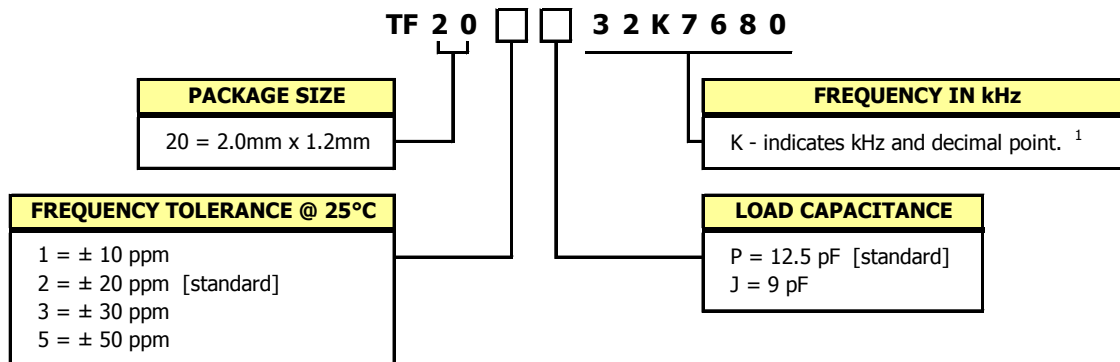 TF 2 0 3 2 K 7 6 8 0
PACKAGE SIZE
20 = 2.0mm x 1.2mm
FREQUENCY IN kHz
K - indicates kHz and decimal point. 1
FREQUENCY TOLERANCE @ 25°C
1 = ± 10 ppm
2 = ± 20 ppm [standard]
3 = ± 30 ppm
5 = ± 50 ppm
LOAD CAPACITANCE
P = 12.5 pF [standard]
J = 9 pF